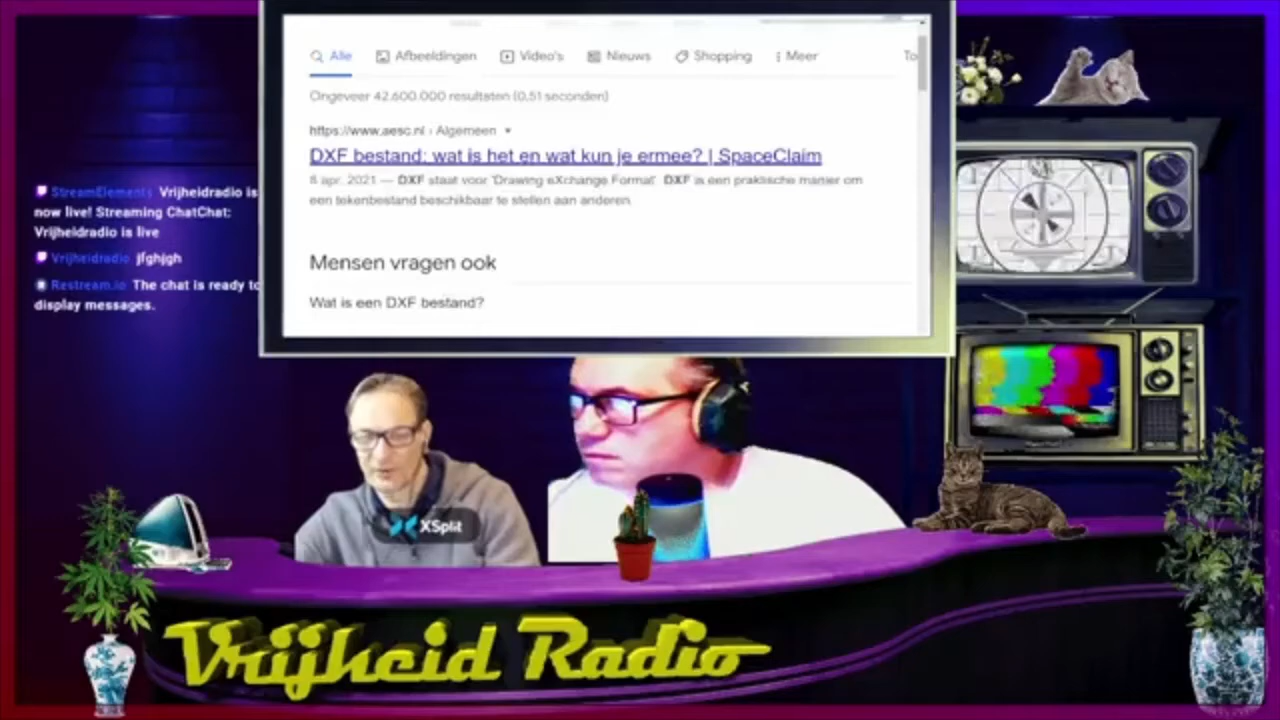 Alle Afbeeldingen Video's Nieuws Shopping Meer To
Ongeveer 42.600.000 resultaten (0,51 seconden)
https://www.aesc.nl › Algemeen
DXF bestand: wat is het en wat kun je ermee? | SpaceClaim
8 apr. 2021 — DXF staat voor 'Drawing eXchange Format' DXF is een praktische manier om
een tekenbestand beschikbaar te stellen aan anderen.
Mensen vragen ook
Wat is een DXF bestand?
StreamElements Vrijheidradio is
now live! Streaming ChatChat:
Vrijheidradio is live
Vrijheidradio jfghjgh
Restream.io The chat is ready to
display messages.
XSplit
Vrijheid Radio